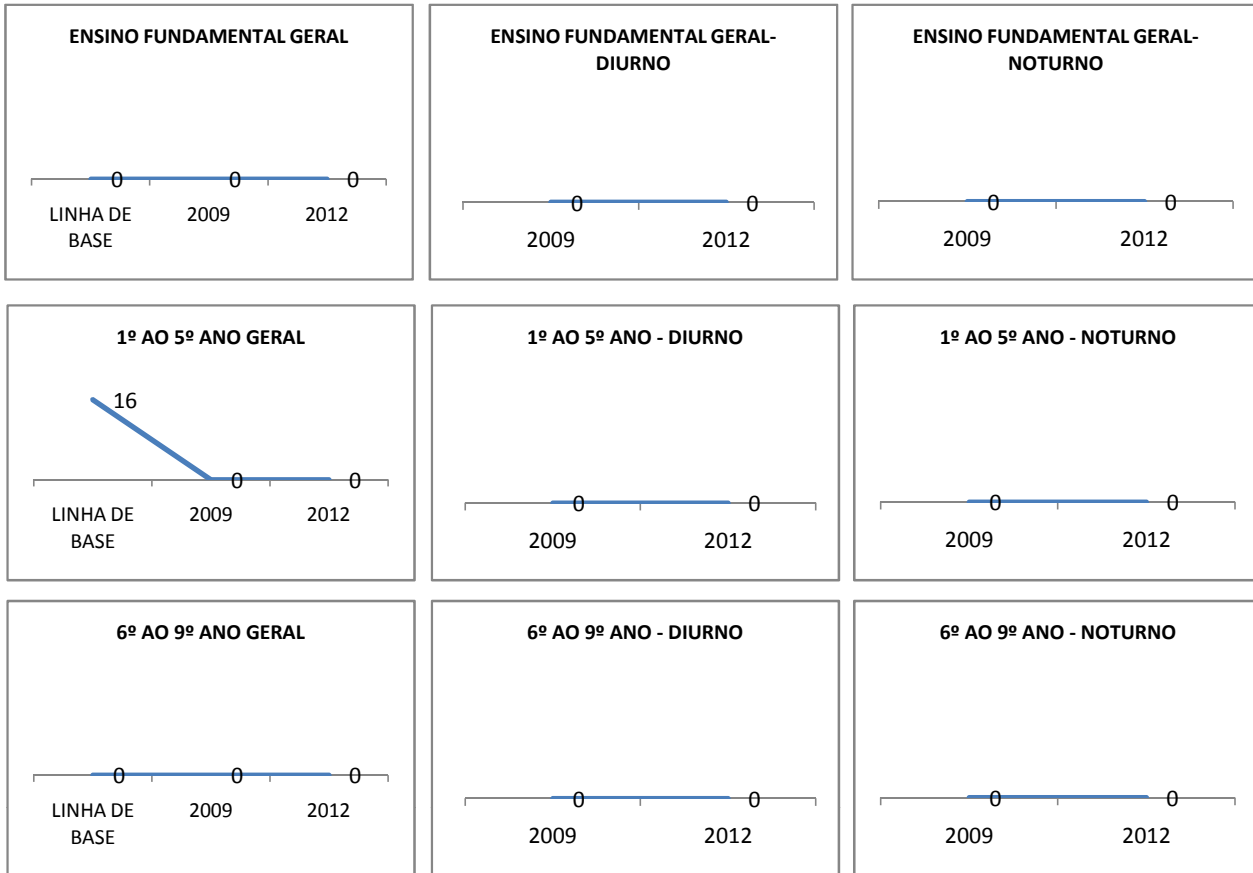 ENSINO FUNDAMENTAL GERAL
0 0 0
LINHA DE BASE 2009 2012
ENSINO FUNDAMENTAL GERAL-
DIURNO
0 0
2009 2012
ENSINO FUNDAMENTAL GERAL-
NOTURNO
0 0
2009 2012
1º AO 5º ANO GERAL
16
0 0
LINHA DE BASE 2009 2012
1º AO 5º ANO - DIURNO
0 0
2009 2012
1º AO 5º ANO - NOTURNO
0 0
2009 2012
6º AO 9º ANO GERAL
0 0 0
LINHA DE BASE 2009 2012
6º AO 9º ANO - DIURNO
0 0
2009 2012
6º AO 9º ANO - NOTURNO
0 0
2009 2012